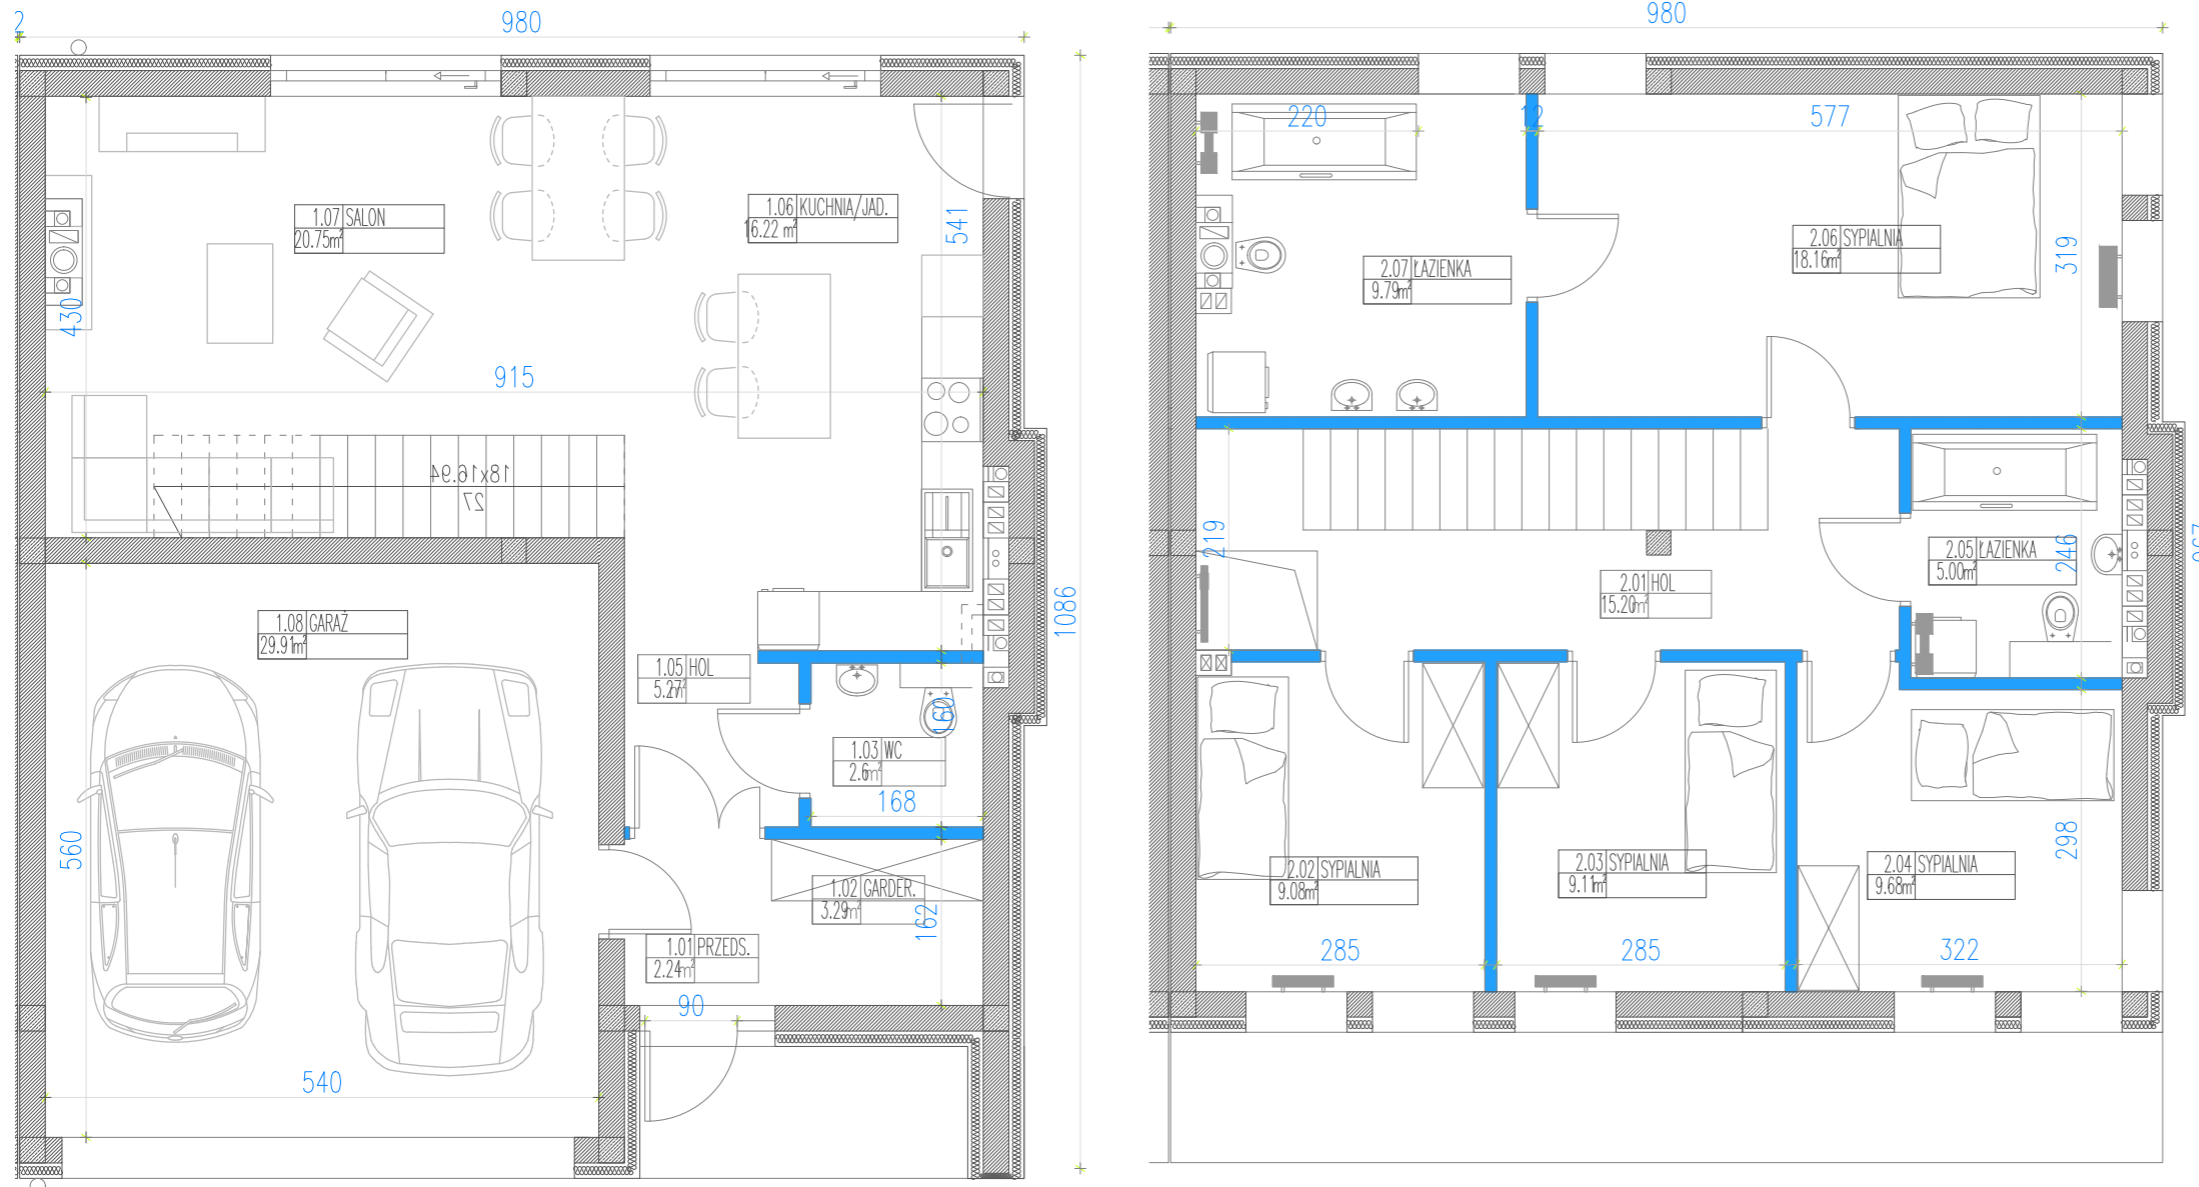 2
980
1.07 SALON
20.75m²
1.06 KUCHNIA/JAD.
16.22 m²
541
430
915
18x16.94
27
1.08 GARAŻ
29.91m²
1.05 HOL
5.27m²
1086
160
1.03 WC
2.6m²
168
560
1.02 GARDER.
3.29m²
162
1.01 PRZEDS.
2.24m²
90
540
980
220
12
577
2.06 SYPIALNIA
18.16m²
319
2.07 ŁAZIENKA
9.79m²
219
2.05 ŁAZIENKA
5.00m²
246
2.01 HOL
15.20m²
2.02 SYPIALNIA
9.08m²
2.03 SYPIALNIA
9.11m²
2.04 SYPIALNIA
9.68m²
298
285
285
322